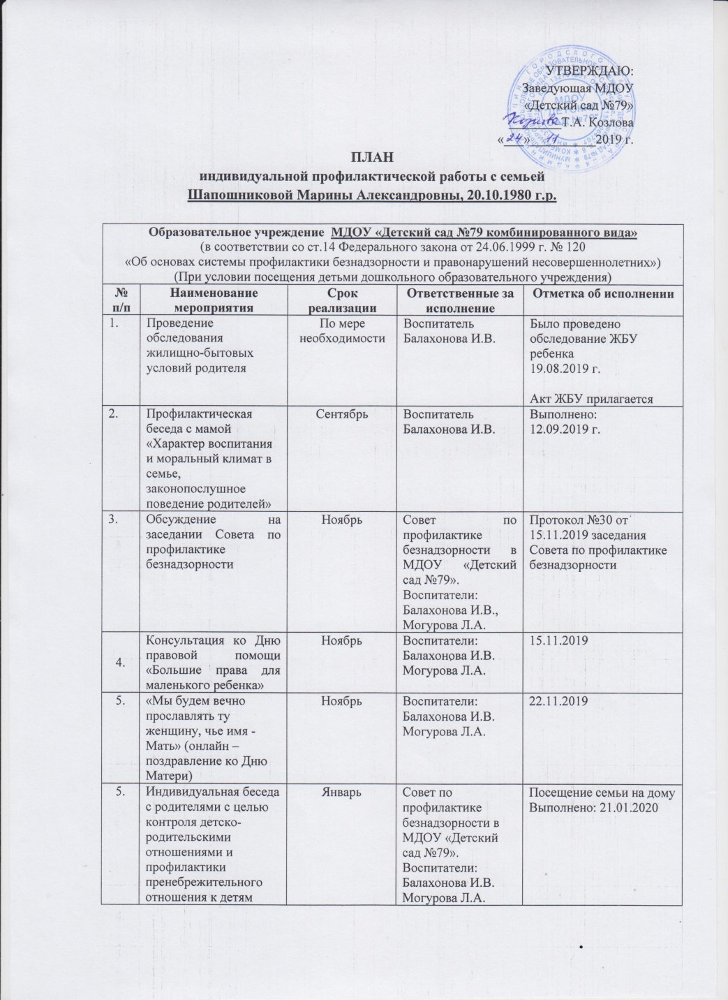 УТВЕРЖДАЮ:
Заведующая МДОУ
«Детский сад №79»
Т.А. Козлова
«24» 11 2019 г.
ПЛАН
индивидуальной профилактической работы с семьей
Шапошниковой Марины Александровны, 20.10.1980 г.р.
Образовательное учреждение МДОУ «Детский сад №79 комбинированного вида»
(в соответствии со ст.14 Федерального закона от 24.06.1999 г. № 120
«Об основах системы профилактики безнадзорности и правонарушений несовершеннолетних»)
(При условии посещения детьми дошкольного образовательного учреждения)
№ п/п
Наименование мероприятия
Срок реализации
Ответственные за исполнение
Отметка об исполнении
1.
Проведение
обследования
жилищно-бытовых
условий родителя
По мере
необходимости
Воспитатель
Балахонова И.В.
Было проведено
обследование ЖБУ
ребенка
19.08.2019 г.
Акт ЖБУ прилагается
2.
Профилактическая
беседа с мамой
«Характер воспитания
и моральный климат в
семье,
законопослушное
поведение родителей»
Сентябрь
Воспитатель
Балахонова И.В.
Выполнено:
12.09.2019 г.
3.
Обсуждение на
заседании Совета по
профилактике
безнадзорности
Ноябрь
Совет по
профилактике
безнадзорности в
МДОУ «Детский
сад №79».
Воспитатели:
Балахонова И.В.,
Могурова Л.А.
Протокол №30 от
15.11.2019 заседания
Совета по профилактике
безнадзорности
4.
Консультация ко Дню
правовой помощи
«Большие права для
маленького ребенка»
Ноябрь
Воспитатели:
Балахонова И.В.
Могурова Л.А.
15.11.2019
5.
«Мы будем вечно
прославлять ту
женщину, чье имя -
Мать» (онлайн –
поздравление ко Дню
Матери)
Ноябрь
Воспитатели:
Балахонова И.В.
Могурова Л.А.
22.11.2019
5.
Индивидуальная беседа
с родителями с целью
контроля детско-
родительскими
отношениями и
профилактики
пренебрежительного
отношения к детям
Январь
Совет по
профилактике
безнадзорности в
МДОУ «Детский
сад №79».
Воспитатели:
Балахонова И.В.
Могурова Л.А.
Посещение семьи на дому
Выполнено: 21.01.2020